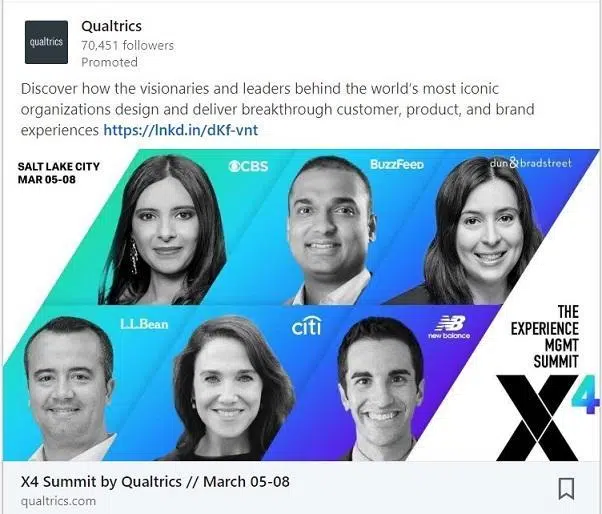 qualtrics
Qualtrics
70,451 followers
Promoted
Discover how the visionaries and leaders behind the world's most iconic
organizations design and deliver breakthrough customer, product, and brand
experiences https://lnkd.in/dKf-vnt
SALT LAKE CITY
MAR 05-08
CBS
BuzzFeed
dun & bradstreet
L.L.Bean
citi
NB
new balance
THE
EXPERIENCE
MGMT
SUMMIT
X4
X4 Summit by Qualtrics // March 05-08
qualtrics.com